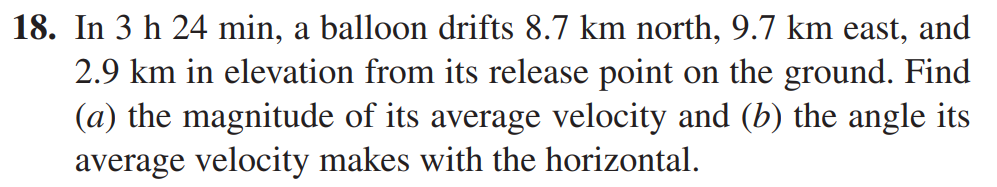 18. In 3 h 24 min, a balloon drifts 8.7 km north, 9.7 km east, and
2.9 km in elevation from its release point on the ground. Find
(a) the magnitude of its average velocity and (b) the angle its
average velocity makes with the horizontal.